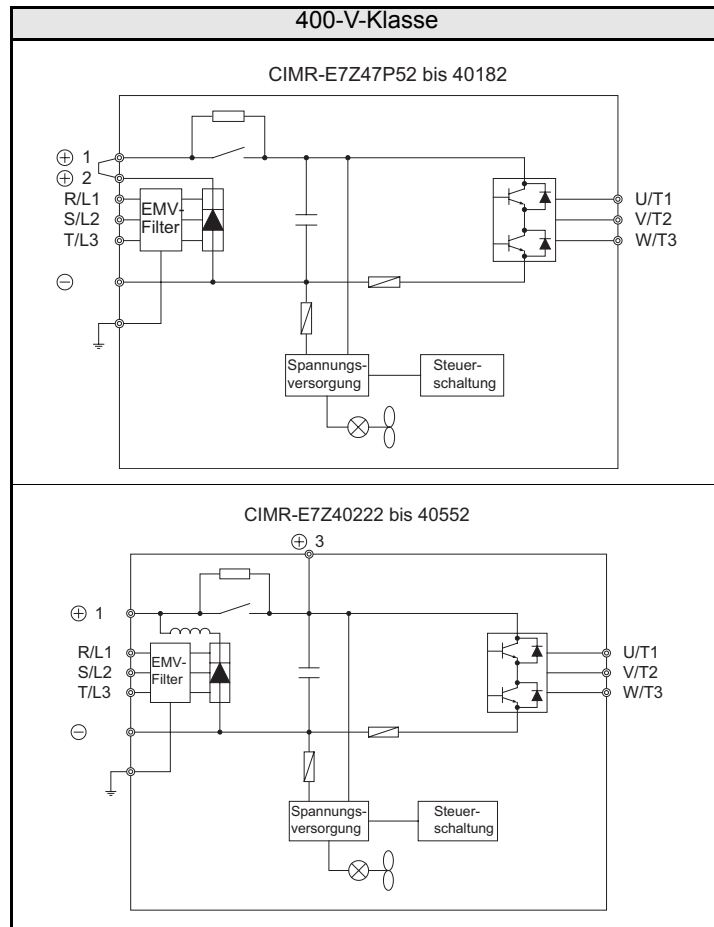 400-V-Klasse
CIMR-E7Z47P52 bis 40182
⊕ 1
⊕ 2
R/L1
S/L2
T/L3
EMV-
Filter
U/T1
V/T2
W/T3
⊖
Spannungs-
versorgung
Steuer-
schaltung
CIMR-E7Z40222 bis 40552
⊕ 3
⊕ 1
R/L1
S/L2
T/L3
EMV-
Filter
U/T1
V/T2
W/T3
⊖
Spannungs-
versorgung
Steuer-
schaltung